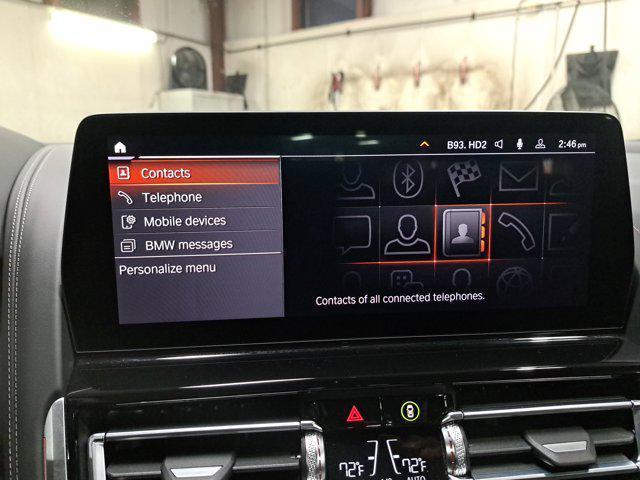 B93. HD2 2:46 pm
Contacts
Telephone
Mobile devices
BMW messages
Personalize menu
Contacts of all connected telephones.
72°F 72°F
AUTO